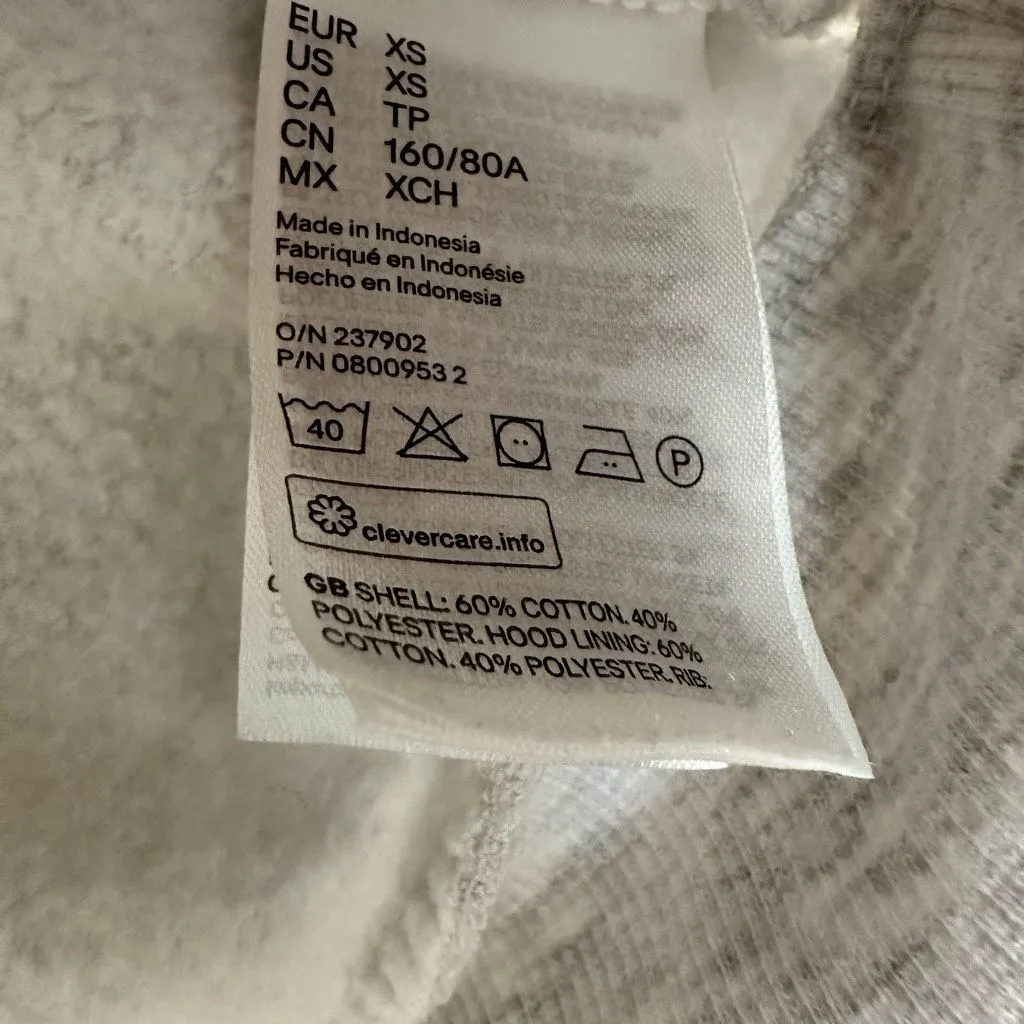 EUR XS
US XS
CA TP
CN 160/80A
MX XCH
Made in Indonesia
Fabriqué en Indonésie
Hecho en Indonesia
O/N 237902
P/N 0800953 2
40
P
clevercare.info
GB SHELL: 60% COTTON. 40%
POLYESTER. HOOD LINING: 60%
COTTON. 40% POLYESTER. RIB: